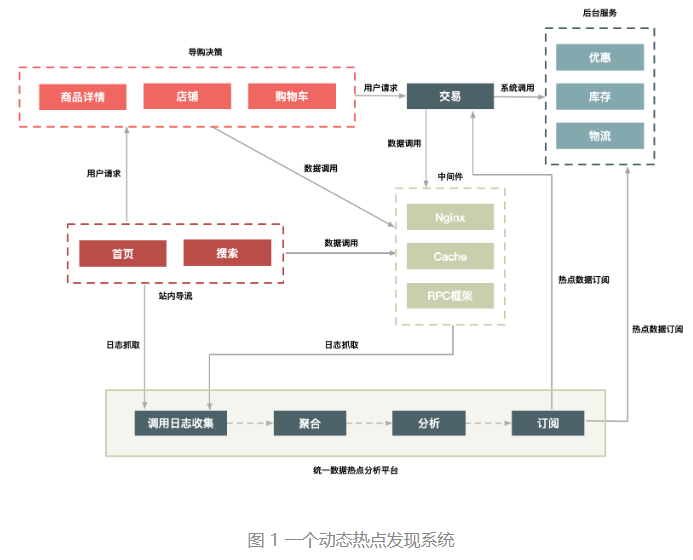 后台服务
导购决策
优惠
商品详情
店铺
购物车
用户请求
交易
系统调用
库存
物流
数据调用
数据调用
中间件
用户请求
Nginx
首页
搜索
数据调用
Cache
RPC框架
站内导流
热点数据订阅
热点数据订阅
日志抓取
日志抓取
调用日志收集
聚合
分析
订阅
统一数据热点分析平台
图 1 一个动态热点发现系统